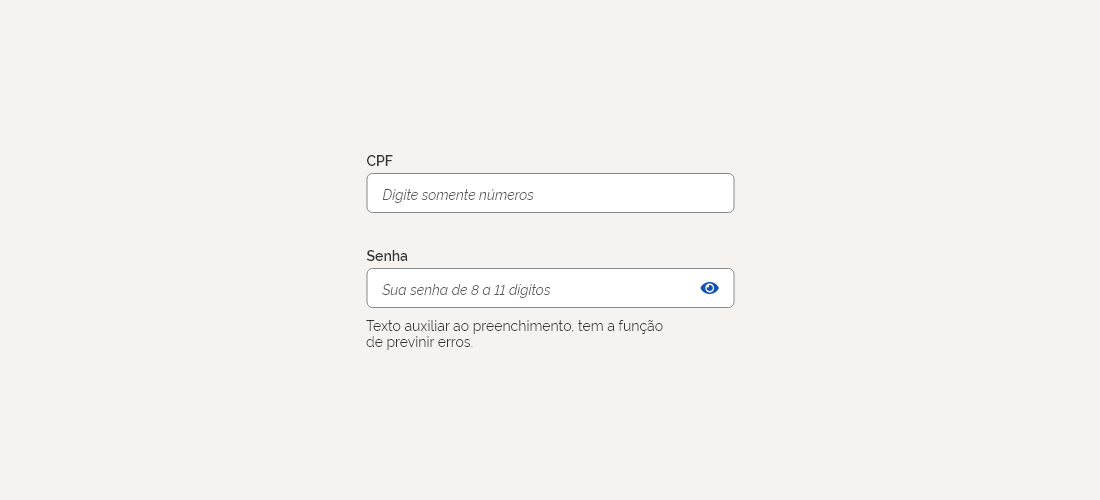 CPF
Digite somente números
Senha
Sua senha de 8 a 11 dígitos
Texto auxiliar ao preenchimento, tem a função
de previnir erros.